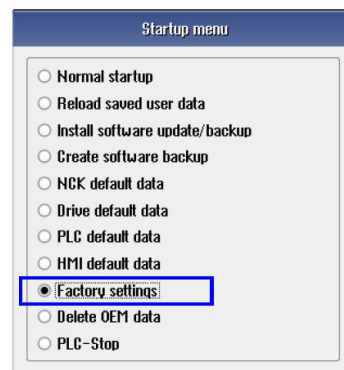 Startup menu
Normal startup
Reload saved user data
Install software update/backup
Create software backup
NCK default data
Drive default data
PLC default data
HMI default data
Factory settings
Delete OEM data
PLC-Stop